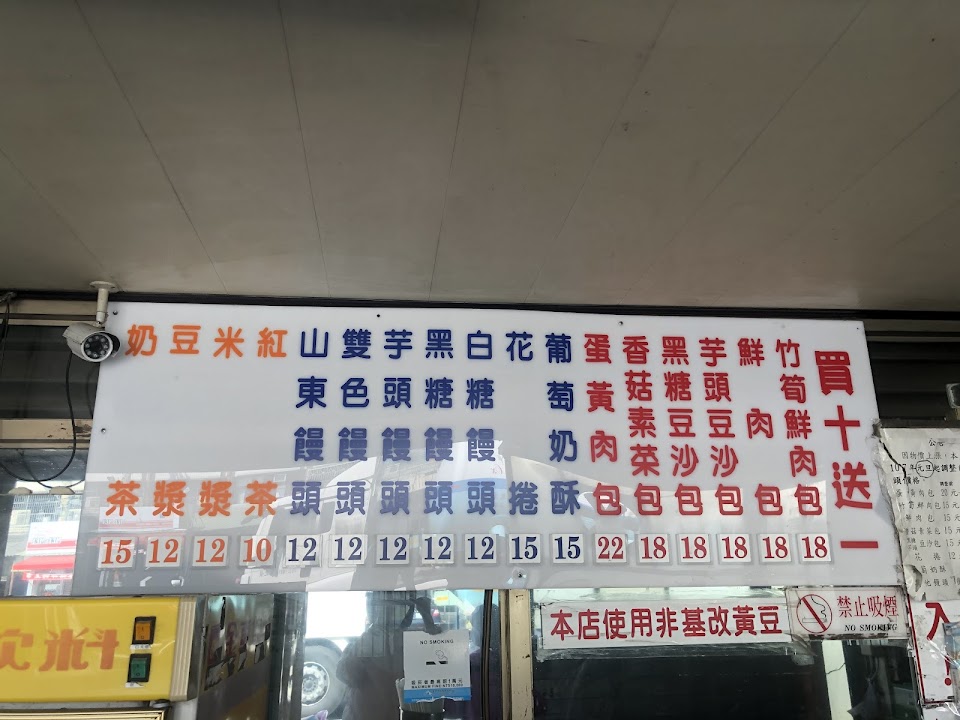 買十送一
竹筍鮮肉包 18
鮮肉包 18
芋頭豆沙包 18
黑糖豆沙包 18
香菇素菜包 18
蛋黃肉包 22
葡萄奶酥 15
花捲 15
白糖饅頭 12
黑糖饅頭 12
芋頭饅頭 12
雙色饅頭 12
山東饅頭 12
紅茶 10
米漿 12
豆漿 12
奶茶 15
本店使用非基改黃豆
禁止吸煙
NO SMOKING
NO SMOKING
飲料
公告
入